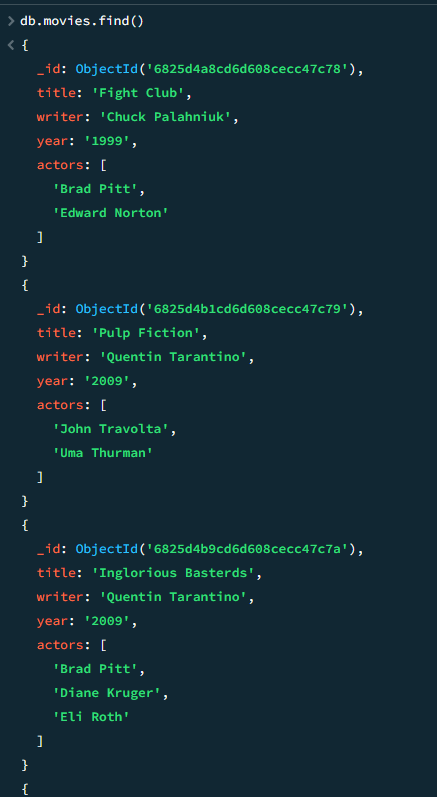 > db.movies.find()
< {
_id: ObjectId('6825d4a8cd6d608cecc47c78'),
title: 'Fight Club',
writer: 'Chuck Palahniuk',
year: '1999',
actors: [
'Brad Pitt',
'Edward Norton'
]
}
{
_id: ObjectId('6825d4b1cd6d608cecc47c79'),
title: 'Pulp Fiction',
writer: 'Quentin Tarantino',
year: '2009',
actors: [
'John Travolta',
'Uma Thurman'
]
}
{
_id: ObjectId('6825d4b9cd6d608cecc47c7a'),
title: 'Inglorious Basterds',
writer: 'Quentin Tarantino',
year: '2009',
actors: [
'Brad Pitt',
'Diane Kruger',
'Eli Roth'
]
}
{